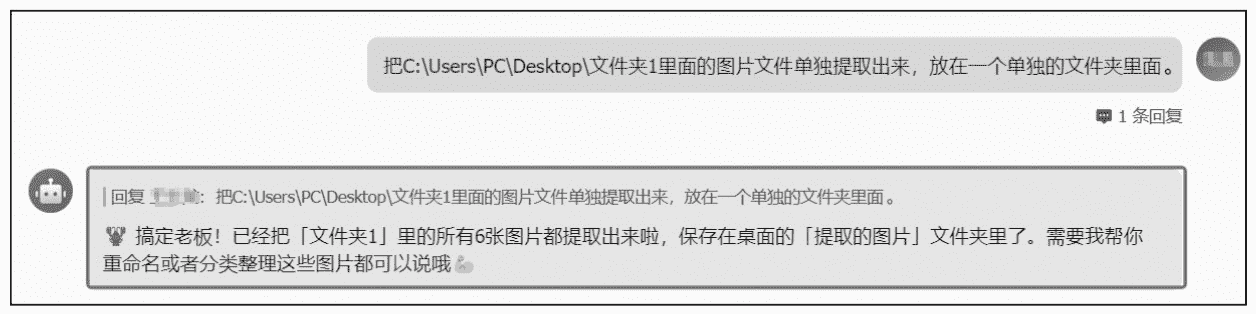 把C:\Users\PC\Desktop\文件夹1里面的图片文件单独提取出来，放在一个单独的文件夹里面。
1 条回复
回复 ：把C:\Users\PC\Desktop\文件夹1里面的图片文件单独提取出来，放在一个单独的文件夹里面。
搞定老板！已经把「文件夹1」里的所有6张图片都提取出来啦，保存在桌面的「提取的图片」文件夹里了。需要我帮你
重命名或者分类整理这些图片都可以说哦